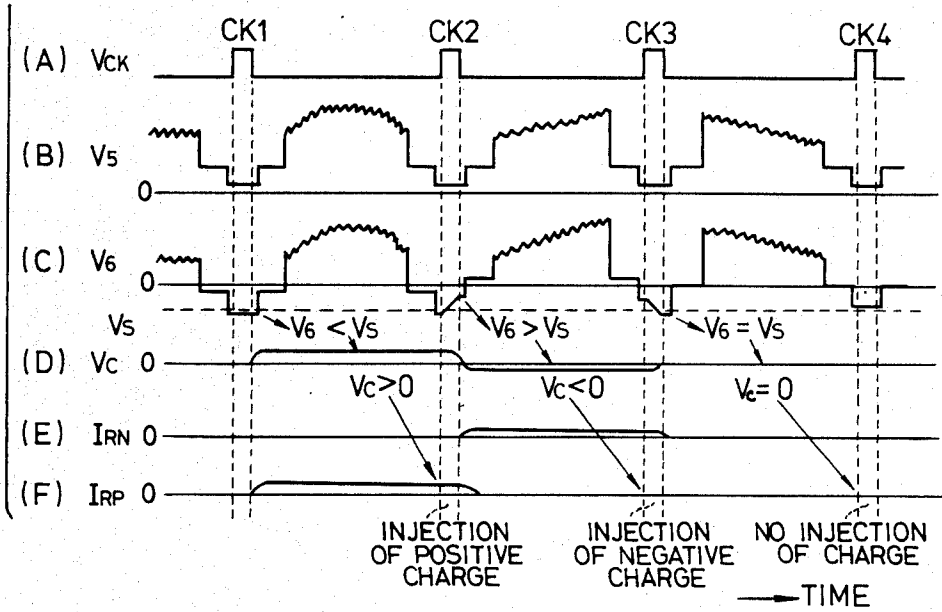 CK1 CK2 CK3 CK4
(A) VCK
(B) V5
0
(C) V6 0
VS V6 < VS V6 > VS V6 = VS
(D) VC 0
VC>0 VC<0 VC=0
(E) IRN 0
(F) IRP 0
INJECTION OF POSITIVE CHARGE
INJECTION OF NEGATIVE CHARGE
NO INJECTION OF CHARGE
TIME